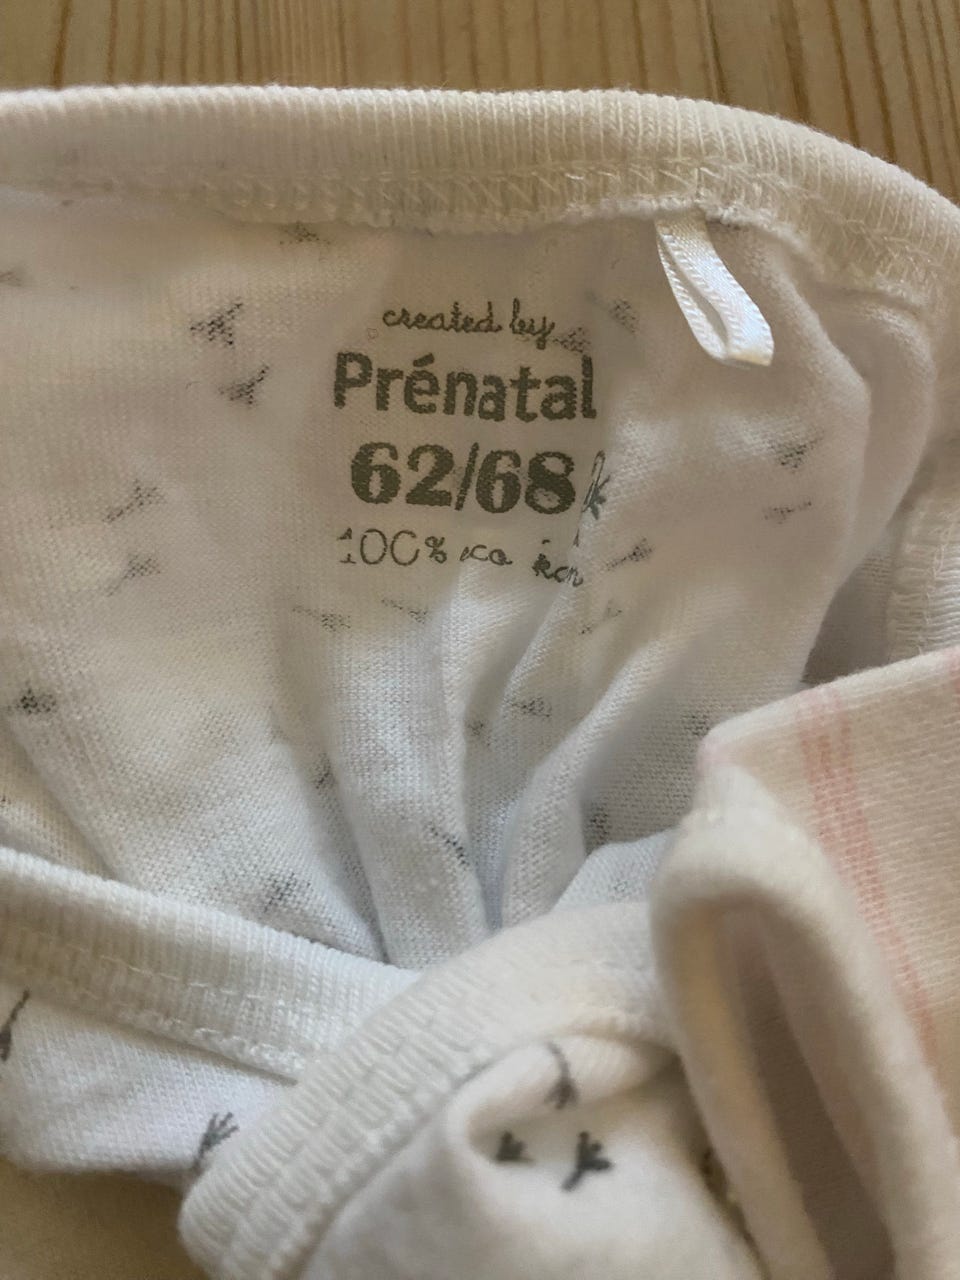 created by
Prénatal
62/68
100%